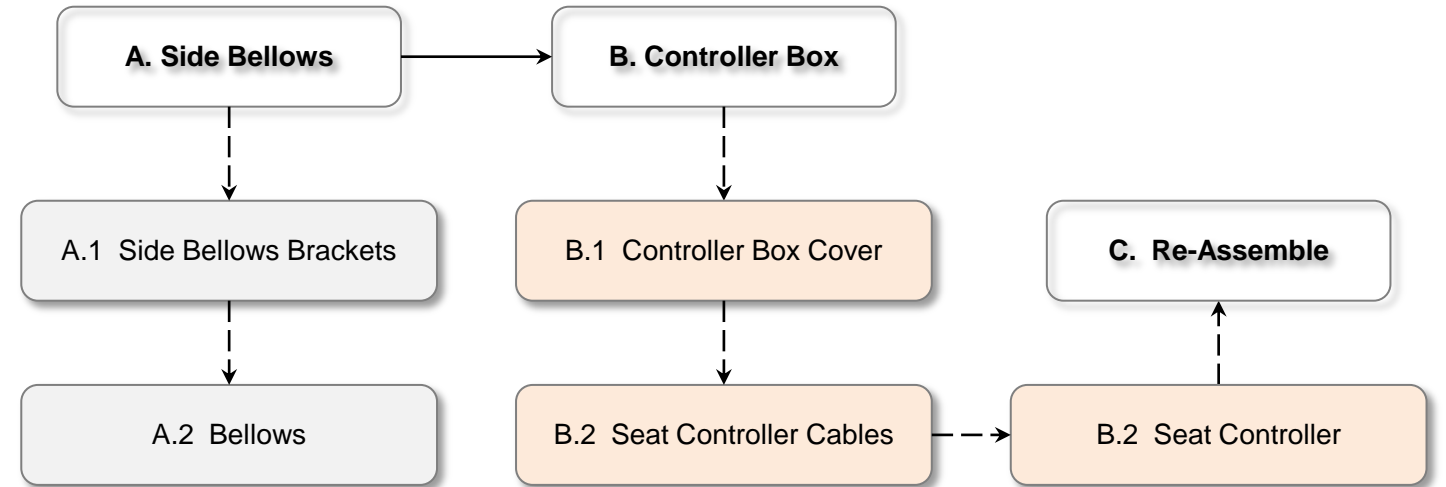 A. Side Bellows
B. Controller Box
A.1  Side Bellows Brackets
B.1  Controller Box Cover
C.  Re-Assemble
A.2  Bellows
B.2  Seat Controller Cables
B.2  Seat Controller